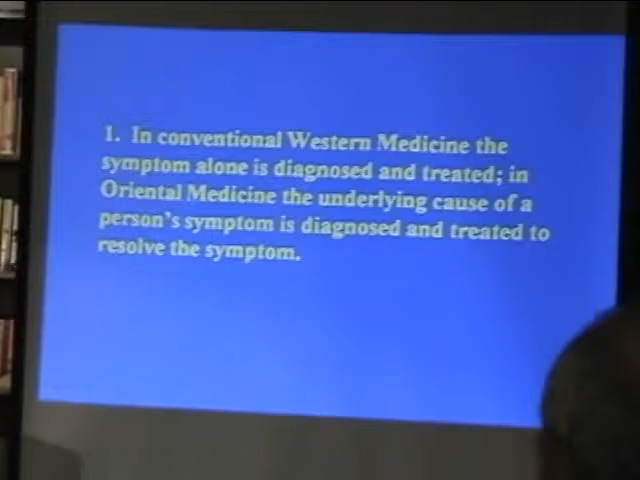 1. In conventional Western Medicine the
symptom alone is diagnosed and treated; in
Oriental Medicine the underlying cause of a
person's symptom is diagnosed and treated to
resolve the symptom.